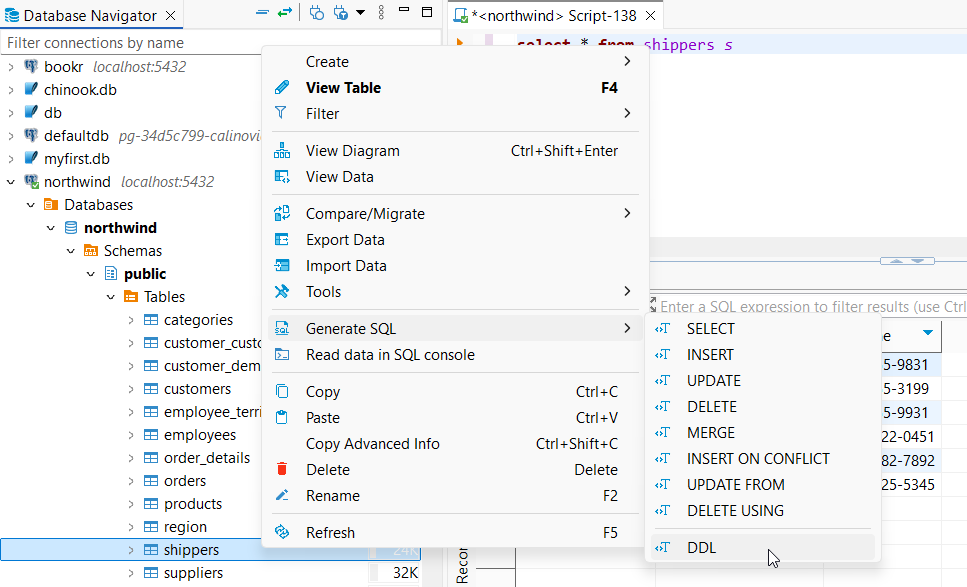 Database Navigator
*<northwind> Script-138
Filter connections by name
select * from shippers s
bookr localhost:5432
chinook.db
db
defaultdb pg-34d5c799-calinovi
myfirst.db
northwind localhost:5432
Databases
northwind
Schemas
public
Tables
categories
customer_custo
customer_dem
customers
employee_terri
employees
order_details
orders
products
region
shippers 24K
suppliers 32K
Create
View Table F4
Filter
View Diagram Ctrl+Shift+Enter
View Data
Compare/Migrate
Export Data
Import Data
Tools
Generate SQL
Read data in SQL console
Copy Ctrl+C
Paste Ctrl+V
Copy Advanced Info Ctrl+Shift+C
Delete Delete
Rename F2
Refresh F5
SELECT
INSERT
UPDATE
DELETE
MERGE
INSERT ON CONFLICT
UPDATE FROM
DELETE USING
DDL
Enter a SQL expression to filter results (use Ctrl
ne
5-9831
5-3199
5-9931
22-0451
82-7892
25-5345
Recor